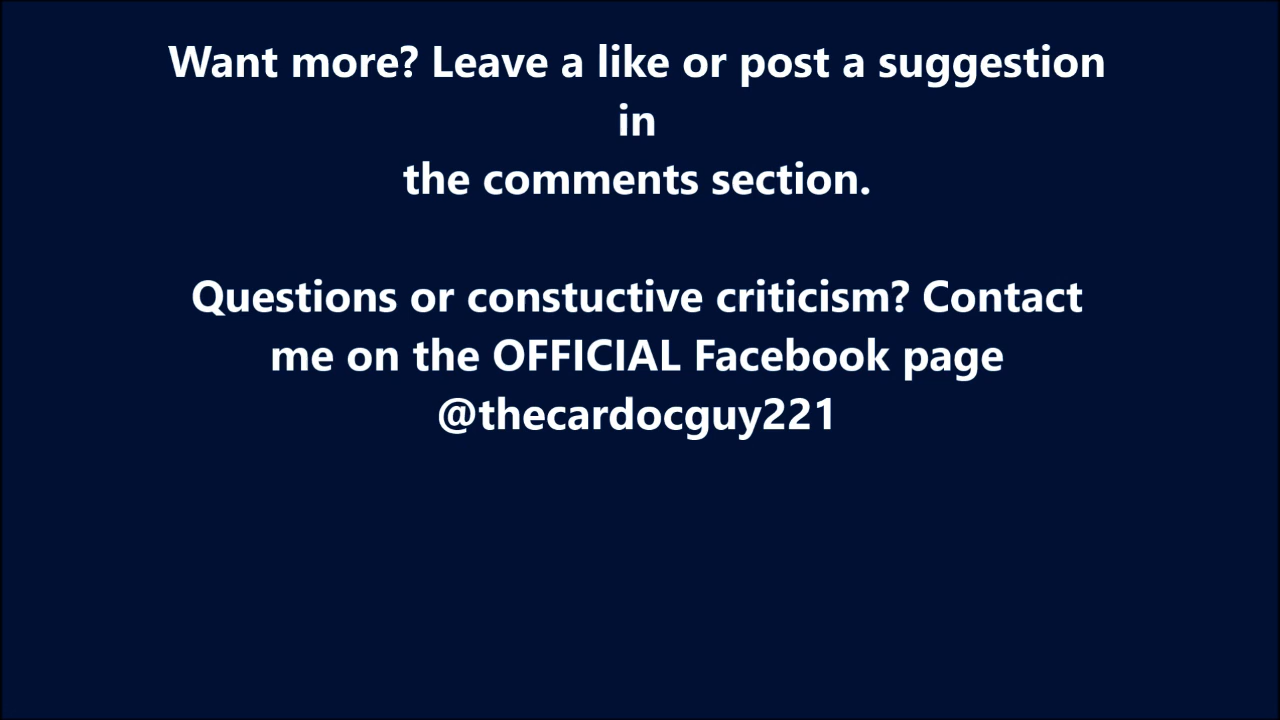 Want more? Leave a like or post a suggestion
in
the comments section.
Questions or constuctive criticism? Contact
me on the OFFICIAL Facebook page
@thecardocguy221